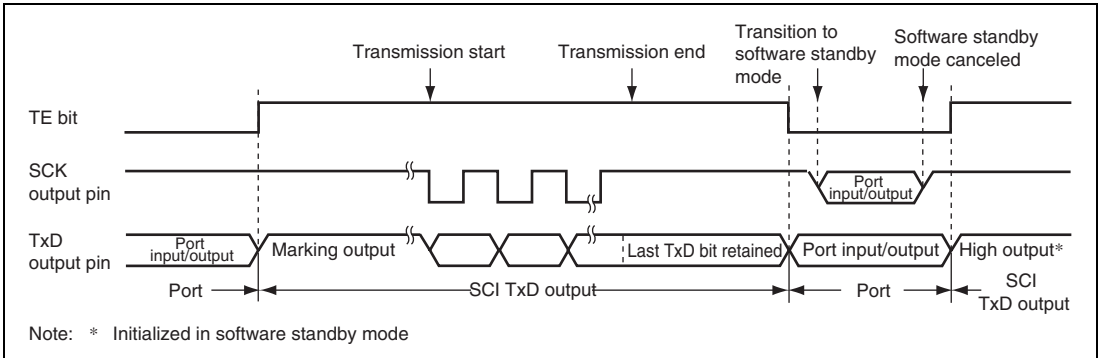 Transmission start
Transmission end
Transition to
software standby
mode
Software standby
mode canceled
TE bit
SCK
output pin
Port
input/output
TxD
output pin
Port
input/output
Marking output
Last TxD bit retained
Port input/output
High output*
Port
SCI TxD output
Port
SCI
TxD output
Note: * Initialized in software standby mode